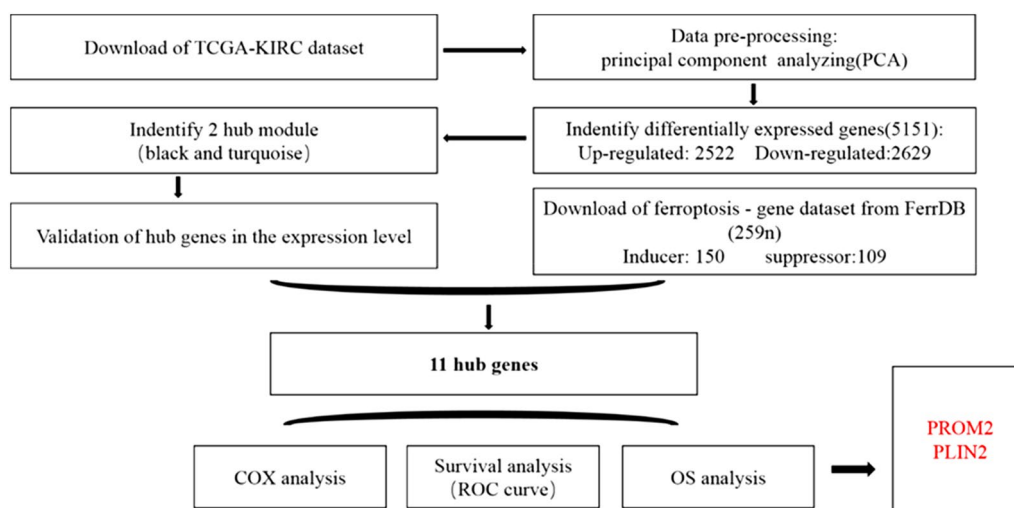 Download of TCGA-KIRC dataset
Data pre-processing:
principal component analyzing(PCA)
Indentify 2 hub module
(black and turquoise)
Indentify differentially expressed genes(5151):
Up-regulated: 2522 Down-regulated:2629
Validation of hub genes in the expression level
Download of ferroptosis - gene dataset from FerrDB
(259n)
Inducer: 150 suppressor:109
11 hub genes
COX analysis
Survival analysis
(ROC curve)
OS analysis
PROM2
PLIN2